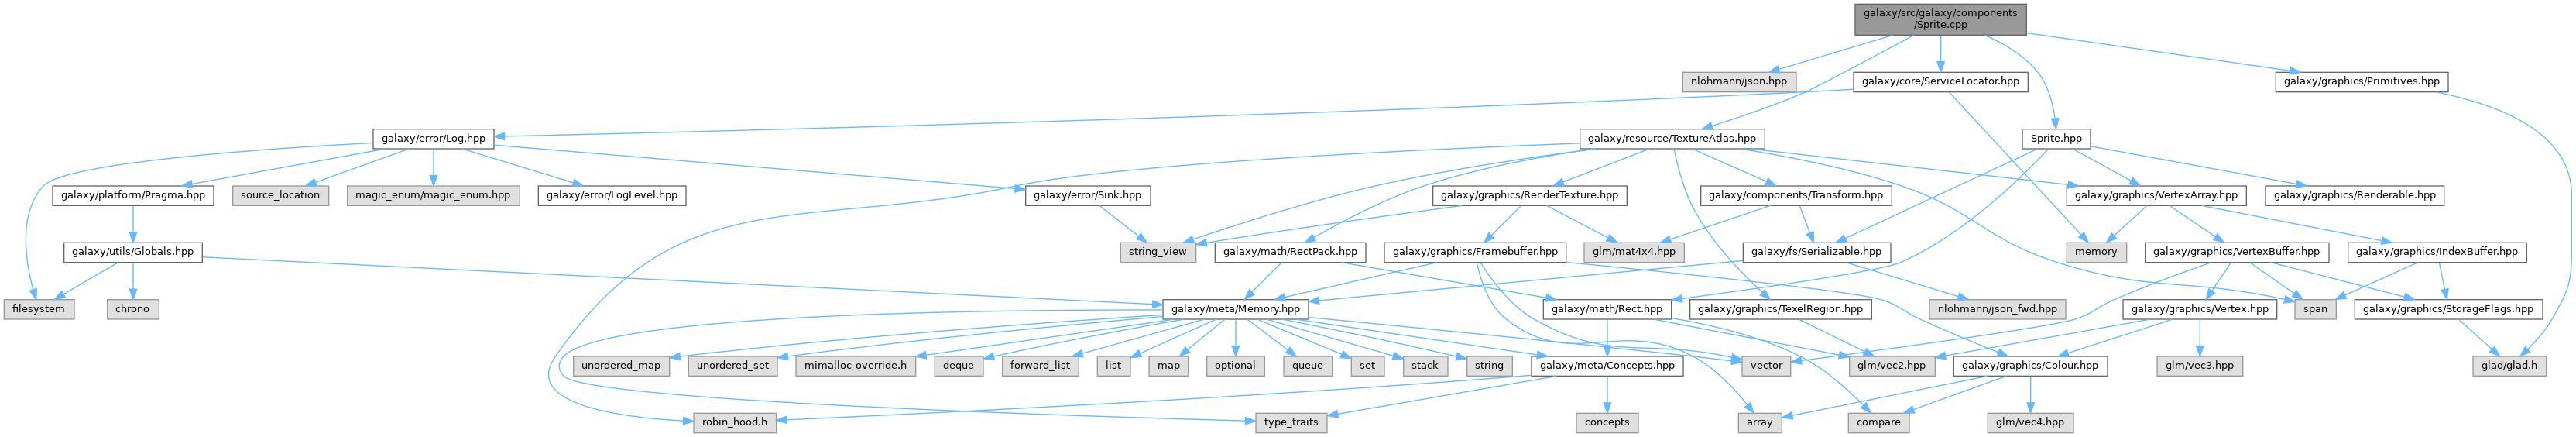 galaxy/src/galaxy/components
/Sprite.cpp
nlohmann/json.hpp
galaxy/core/ServiceLocator.hpp
galaxy/graphics/Primitives.hpp
galaxy/error/Log.hpp
galaxy/resource/TextureAtlas.hpp
Sprite.hpp
galaxy/platform/Pragma.hpp
source_location
magic_enum/magic_enum.hpp
galaxy/error/LogLevel.hpp
galaxy/error/Sink.hpp
galaxy/graphics/RenderTexture.hpp
galaxy/components/Transform.hpp
galaxy/graphics/VertexArray.hpp
galaxy/graphics/Renderable.hpp
galaxy/utils/Globals.hpp
string_view
galaxy/math/RectPack.hpp
galaxy/graphics/Framebuffer.hpp
glm/mat4x4.hpp
galaxy/fs/Serializable.hpp
memory
galaxy/graphics/VertexBuffer.hpp
galaxy/graphics/IndexBuffer.hpp
filesystem
chrono
galaxy/meta/Memory.hpp
galaxy/math/Rect.hpp
galaxy/graphics/TexelRegion.hpp
nlohmann/json_fwd.hpp
galaxy/graphics/Vertex.hpp
span
galaxy/graphics/StorageFlags.hpp
unordered_map
unordered_set
mimalloc-override.h
deque
forward_list
list
map
optional
queue
set
stack
string
galaxy/meta/Concepts.hpp
vector
glm/vec2.hpp
galaxy/graphics/Colour.hpp
glm/vec3.hpp
glad/glad.h
robin_hood.h
type_traits
concepts
array
compare
glm/vec4.hpp